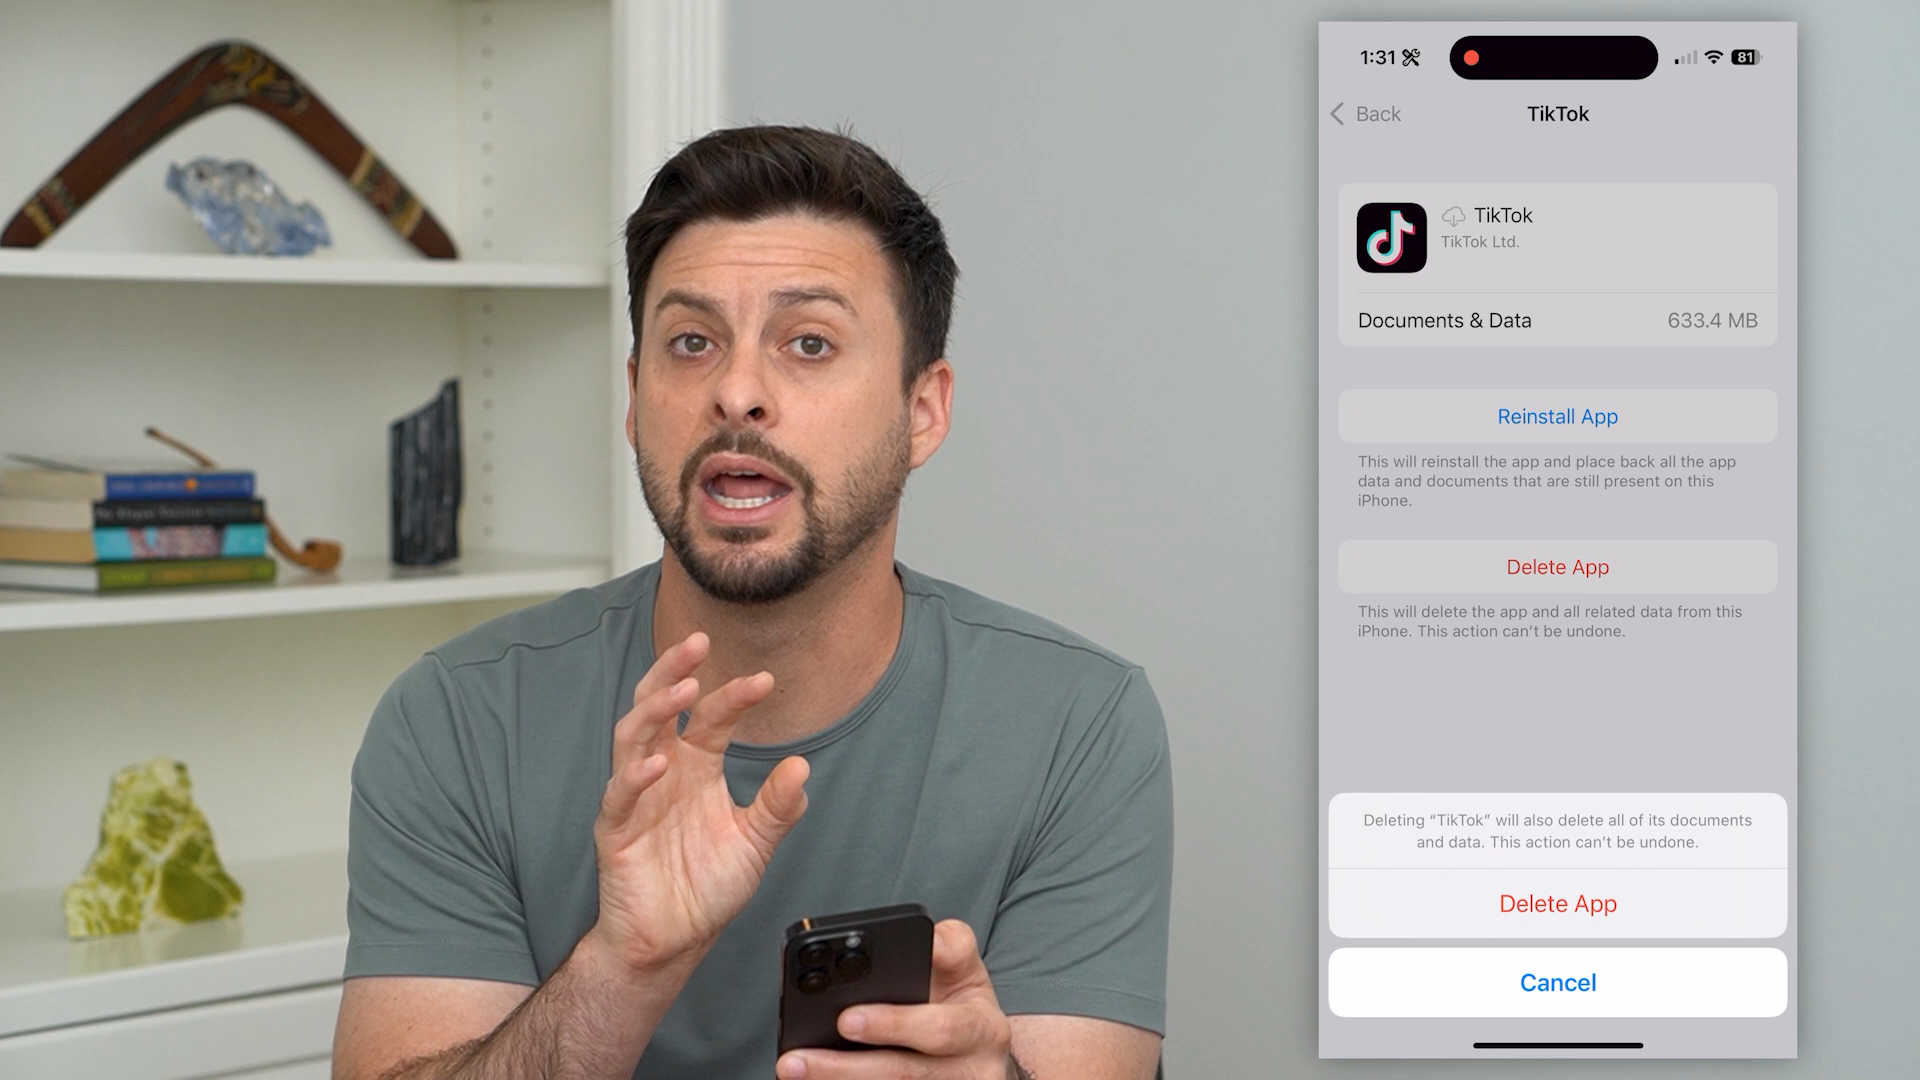 1:31
81
Back
TikTok
TikTok
TikTok Ltd.
Documents & Data 633.4 MB
Reinstall App
This will reinstall the app and place back all the app
data and documents that are still present on this
iPhone.
Delete App
This will delete the app and all related data from this
iPhone. This action can’t be undone.
Deleting “TikTok” will also delete all of its documents
and data. This action can’t be undone.
Delete App
Cancel